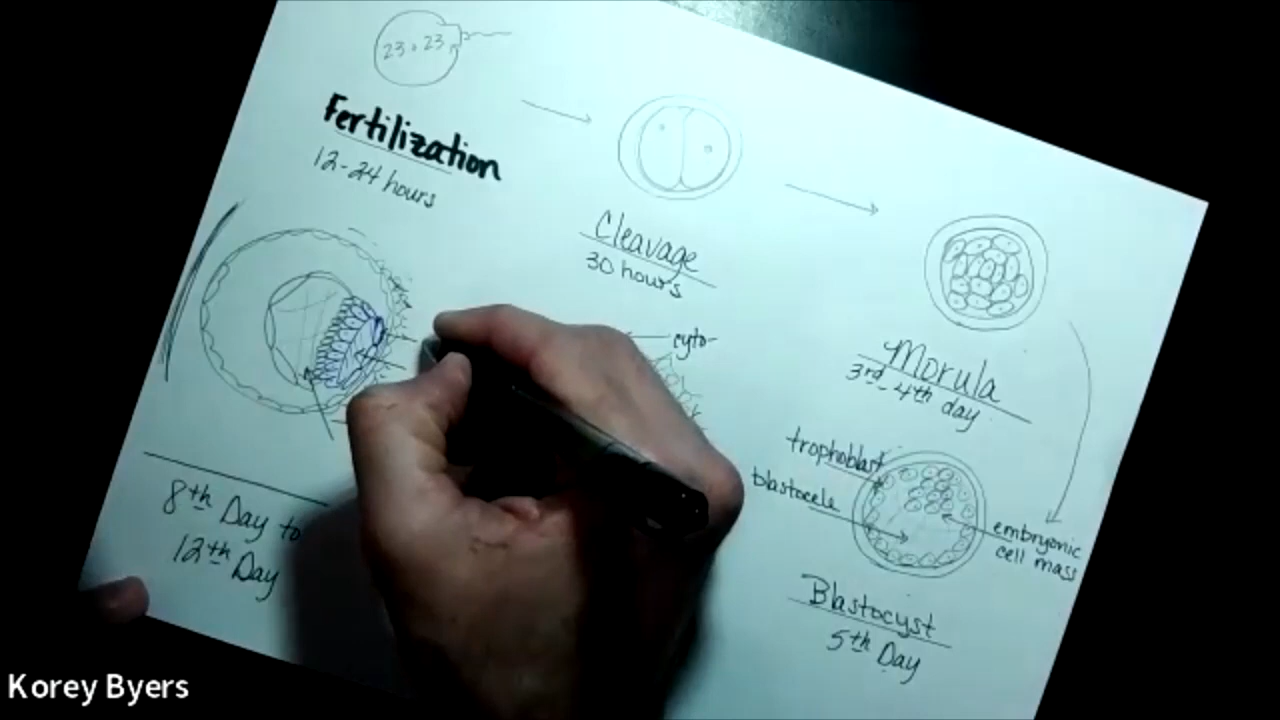 23 • 23
Fertilization
12-24 hours
Cleavage
30 hours
Morula
3rd - 4th day
cyto-
trophoblast
blastocele
embryonic
cell mass
Blastocyst
5th Day
8th Day to
12th Day
Korey Byers